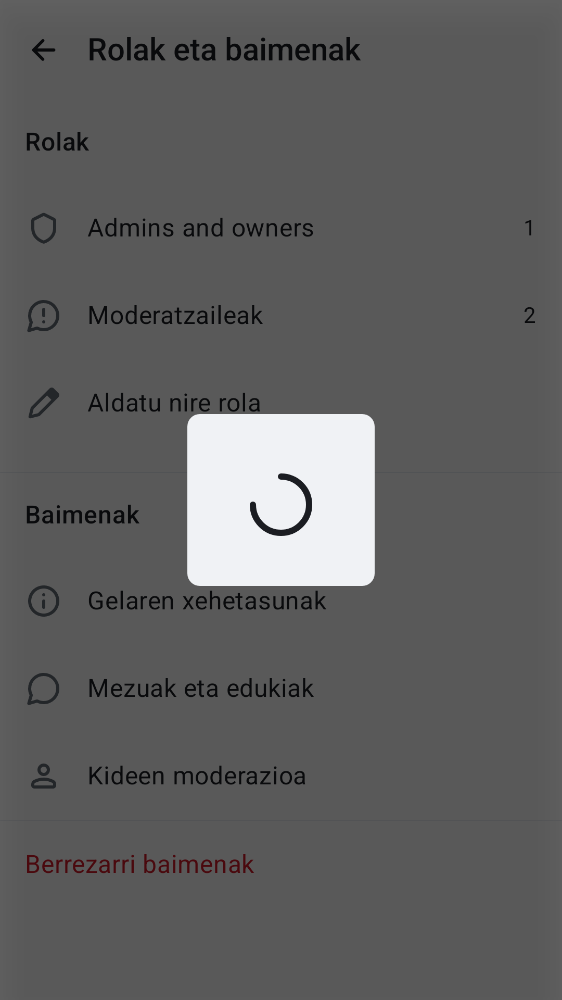 Rolak eta baimenak
Rolak
Admins and owners 1
Moderatzaileak 2
Aldatu nire rola
Baimenak
Gelaren xehetasunak
Mezuak eta edukiak
Kideen moderazioa
Berrezarri baimenak